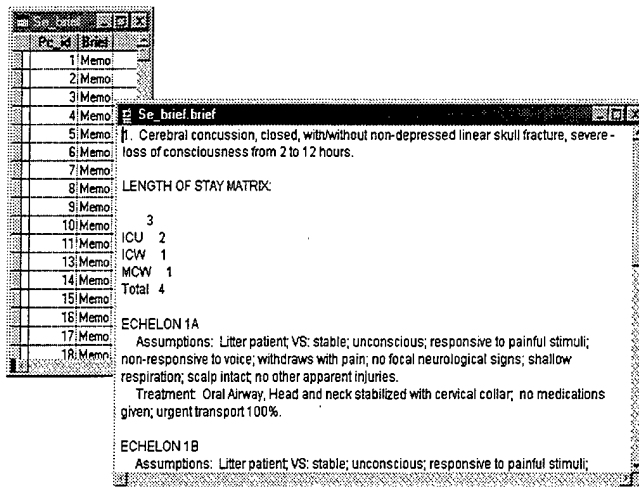 Se_brief
Pc_id Brief
1 Memo
2 Memo
3 Memo
4 Memo
5 Memo
6 Memo
7 Memo
8 Memo
9 Memo
10 Memo
11 Memo
13 Memo
14 Memo
15 Memo
16 Memo
17 Memo
18 Memo
Se_brief.brief
1. Cerebral concussion, closed, with/without non-depressed linear skull fracture, severe -
loss of consciousness from 2 to 12 hours.
LENGTH OF STAY MATRIX:
3
ICU 2
ICW 1
MCW 1
Total 4
ECHELON 1A
Assumptions: Litter patient; VS: stable; unconscious; responsive to painful stimuli;
non-responsive to voice; withdraws with pain; no focal neurological signs; shallow
respiration; scalp intact; no other apparent injuries.
Treatment: Oral Airway, Head and neck stabilized with cervical collar; no medications
given; urgent transport 100%.
ECHELON 1B
Assumptions: Litter patient; VS: stable; unconscious; responsive to painful stimuli;